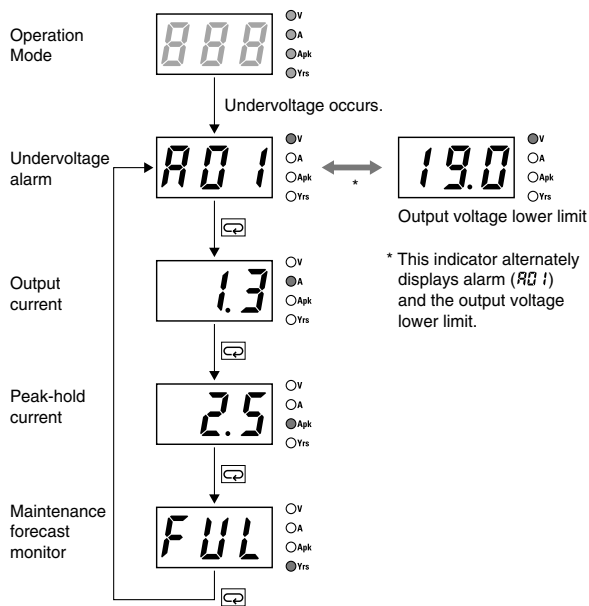 Operation
Mode
888
V
A
Apk
Yrs
Undervoltage occurs.
Undervoltage
alarm
A01
V
A
Apk
Yrs
*
19.0
V
A
Apk
Yrs
Output voltage lower limit
* This indicator alternately
displays alarm (A01)
and the output voltage
lower limit.
Output
current
1.3
V
A
Apk
Yrs
Peak-hold
current
2.5
V
A
Apk
Yrs
Maintenance
forecast
monitor
FUL
V
A
Apk
Yrs